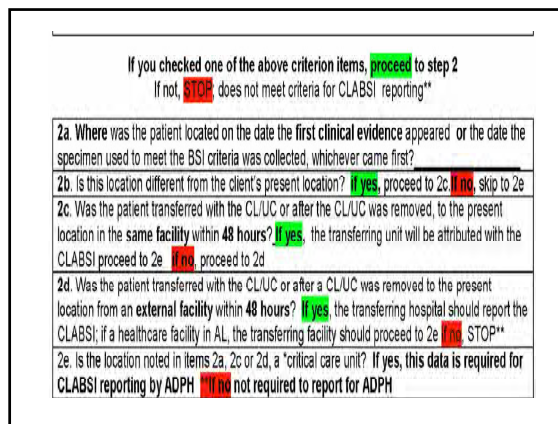 If you checked one of the above criterion items, proceed to step 2
If not, STOP; does not meet criteria for CLABSI reporting**
2a. Where was the patient located on the date the first clinical evidence appeared or the date the
specimen used to meet the BSI criteria was collected, whichever came first?
2b. Is this location different from the client's present location? if yes, proceed to 2c. If no, skip to 2e
2c. Was the patient transferred with the CL/UC or after the CL/UC was removed, to the present
location in the same facility within 48 hours? If yes, the transferring unit will be attributed with the
CLABSI proceed to 2e if no, proceed to 2d
2d. Was the patient transferred with the CL/UC or after a CL/UC was removed to the present
location from an external facility within 48 hours? If yes, the transferring hospital should report the
CLABSI; if a healthcare facility in AL, the transferring facility should proceed to 2e if no, STOP**
2e. Is the location noted in items 2a, 2c or 2d, a *critical care unit? If yes, this data is required for
CLABSI reporting by ADPH **If no not required to report for ADPH